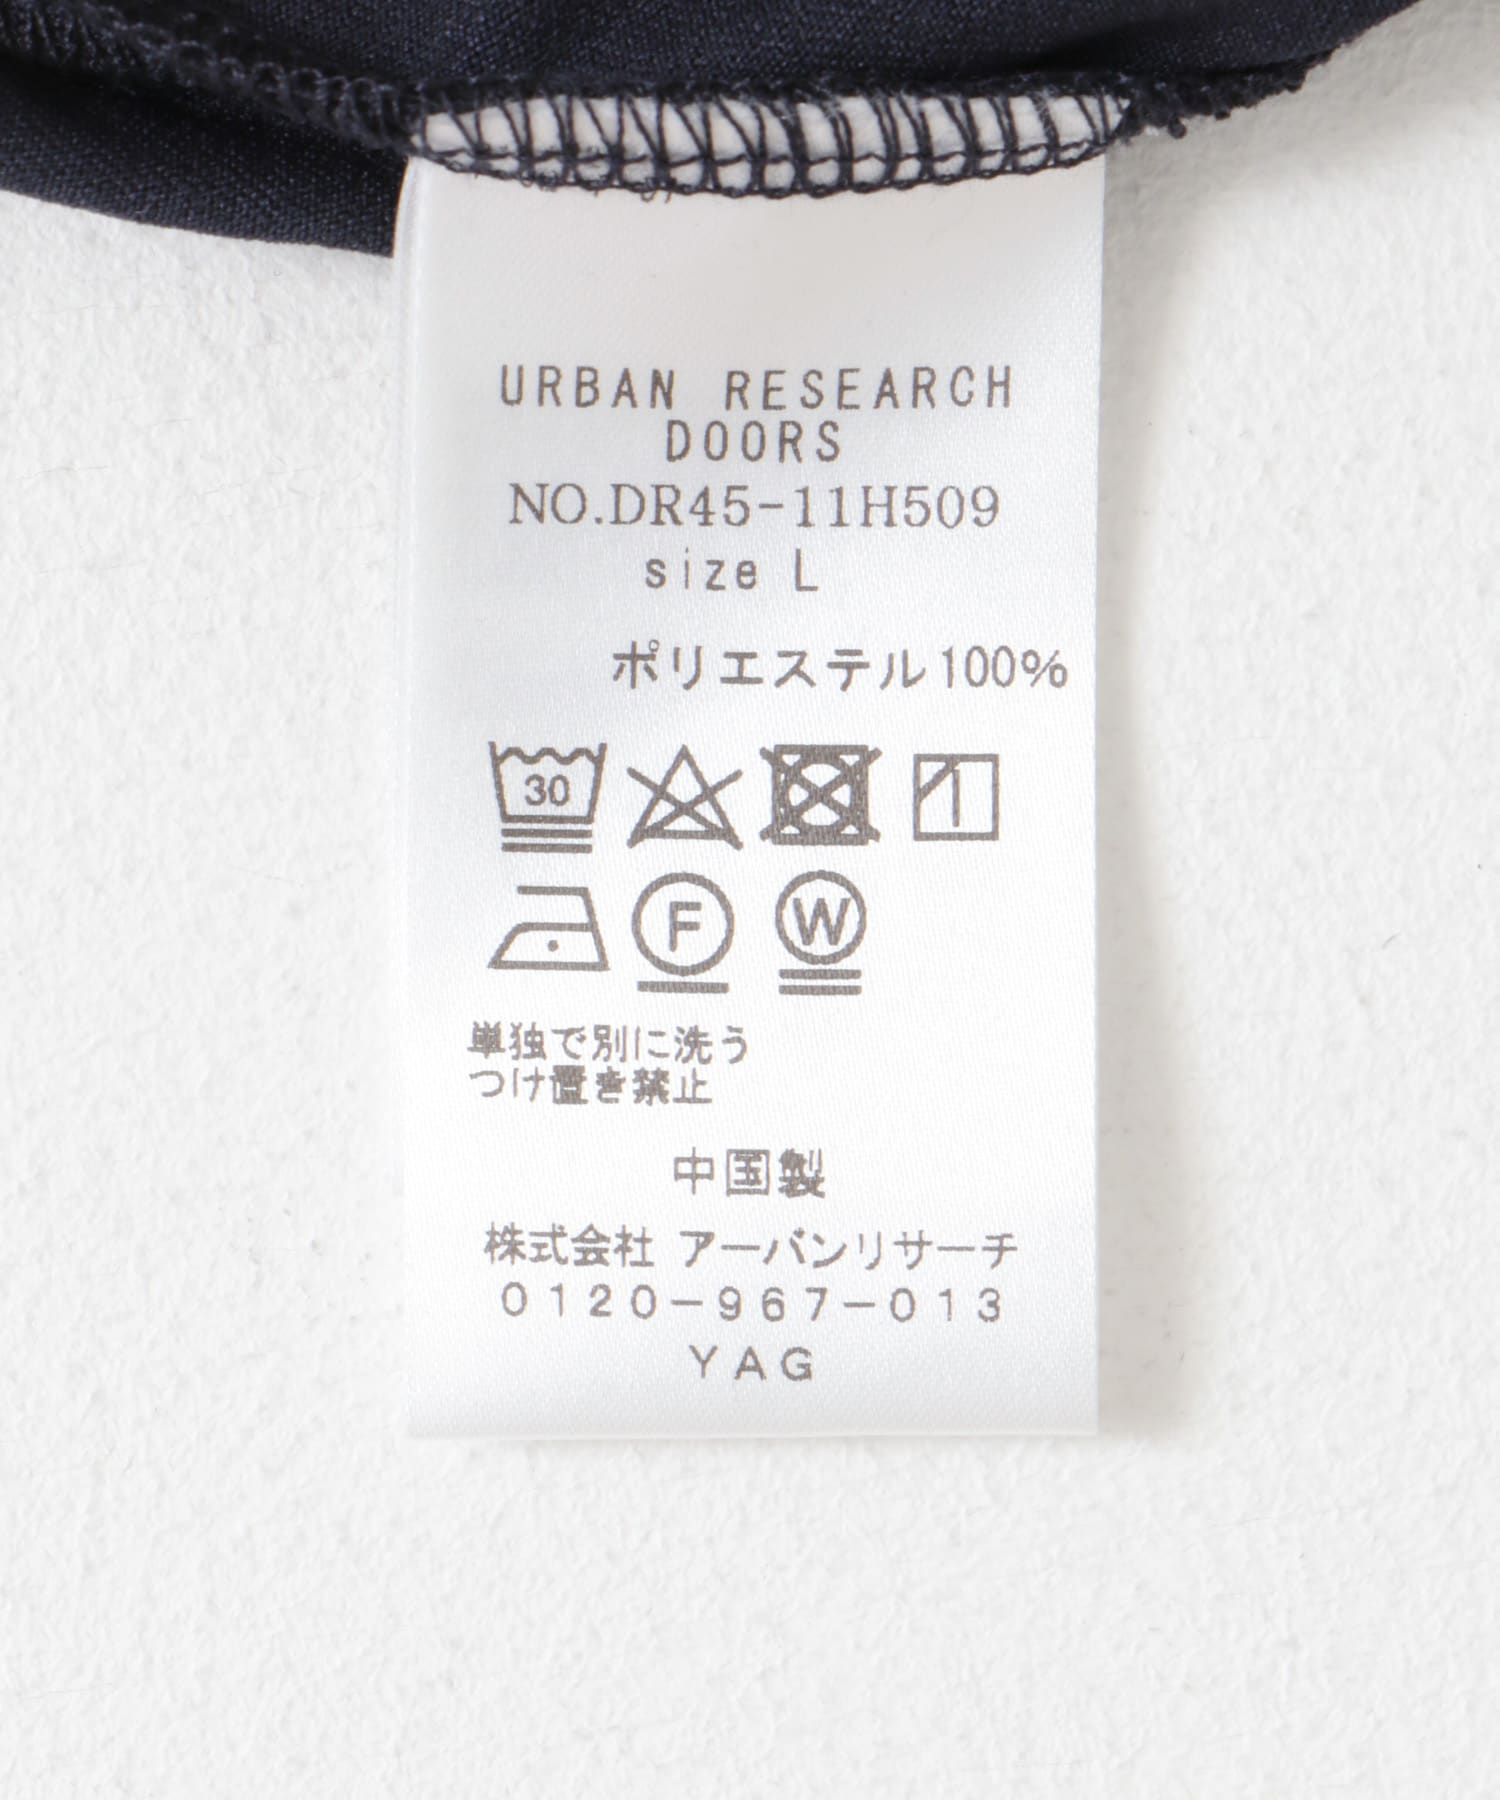 URBAN RESEARCH
DOORS
NO.DR45-11H509
size L
ポリエステル100%
30
F
W
単独で別に洗う
つけ置き禁止
中国製
株式会社 アーバンリサーチ
0120-967-013
YAG